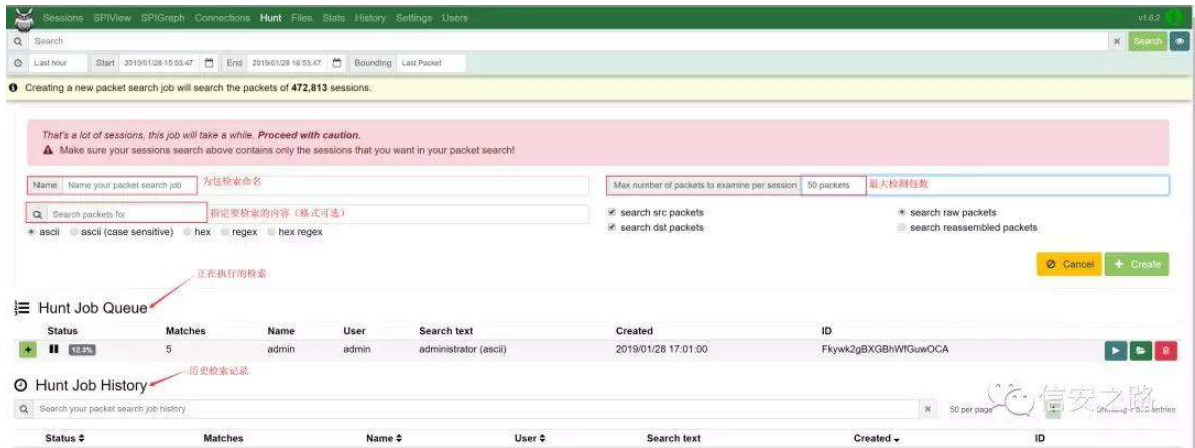 Sessions SPIView SPIGraph Connections Hunt Files Stats History Settings Users v1.6.2
Search Search
Last hour Start 2019/01/28 15:53:47 End 2019/01/28 16:53:47 Bounding Last Packet
Creating a new packet search job will search the packets of 472,813 sessions.
That's a lot of sessions, this job will take a while. Proceed with caution.
Make sure your sessions search above contains only the sessions that you want in your packet search!
Name Name your packet search job 为包检索命名 Max number of packets to examine per session 50 packets 最大检测包数
Search packets for 指定要检索的内容（格式可选） search src packets search raw packets
ascii ascii (case sensitive) hex regex hex regex search dst packets search reassembled packets
Cancel Create
正在执行的检索
Hunt Job Queue
Status Matches Name User Search text Created ID
12.3% 5 admin admin administrator (ascii) 2019/01/28 17:01:00 Fkywk2gBXGBhWfGuwOCA
历史检索记录
Hunt Job History
Search your packet search job history 50 per page Showing entries
信安之路
Status Matches Name User Search text Created ID